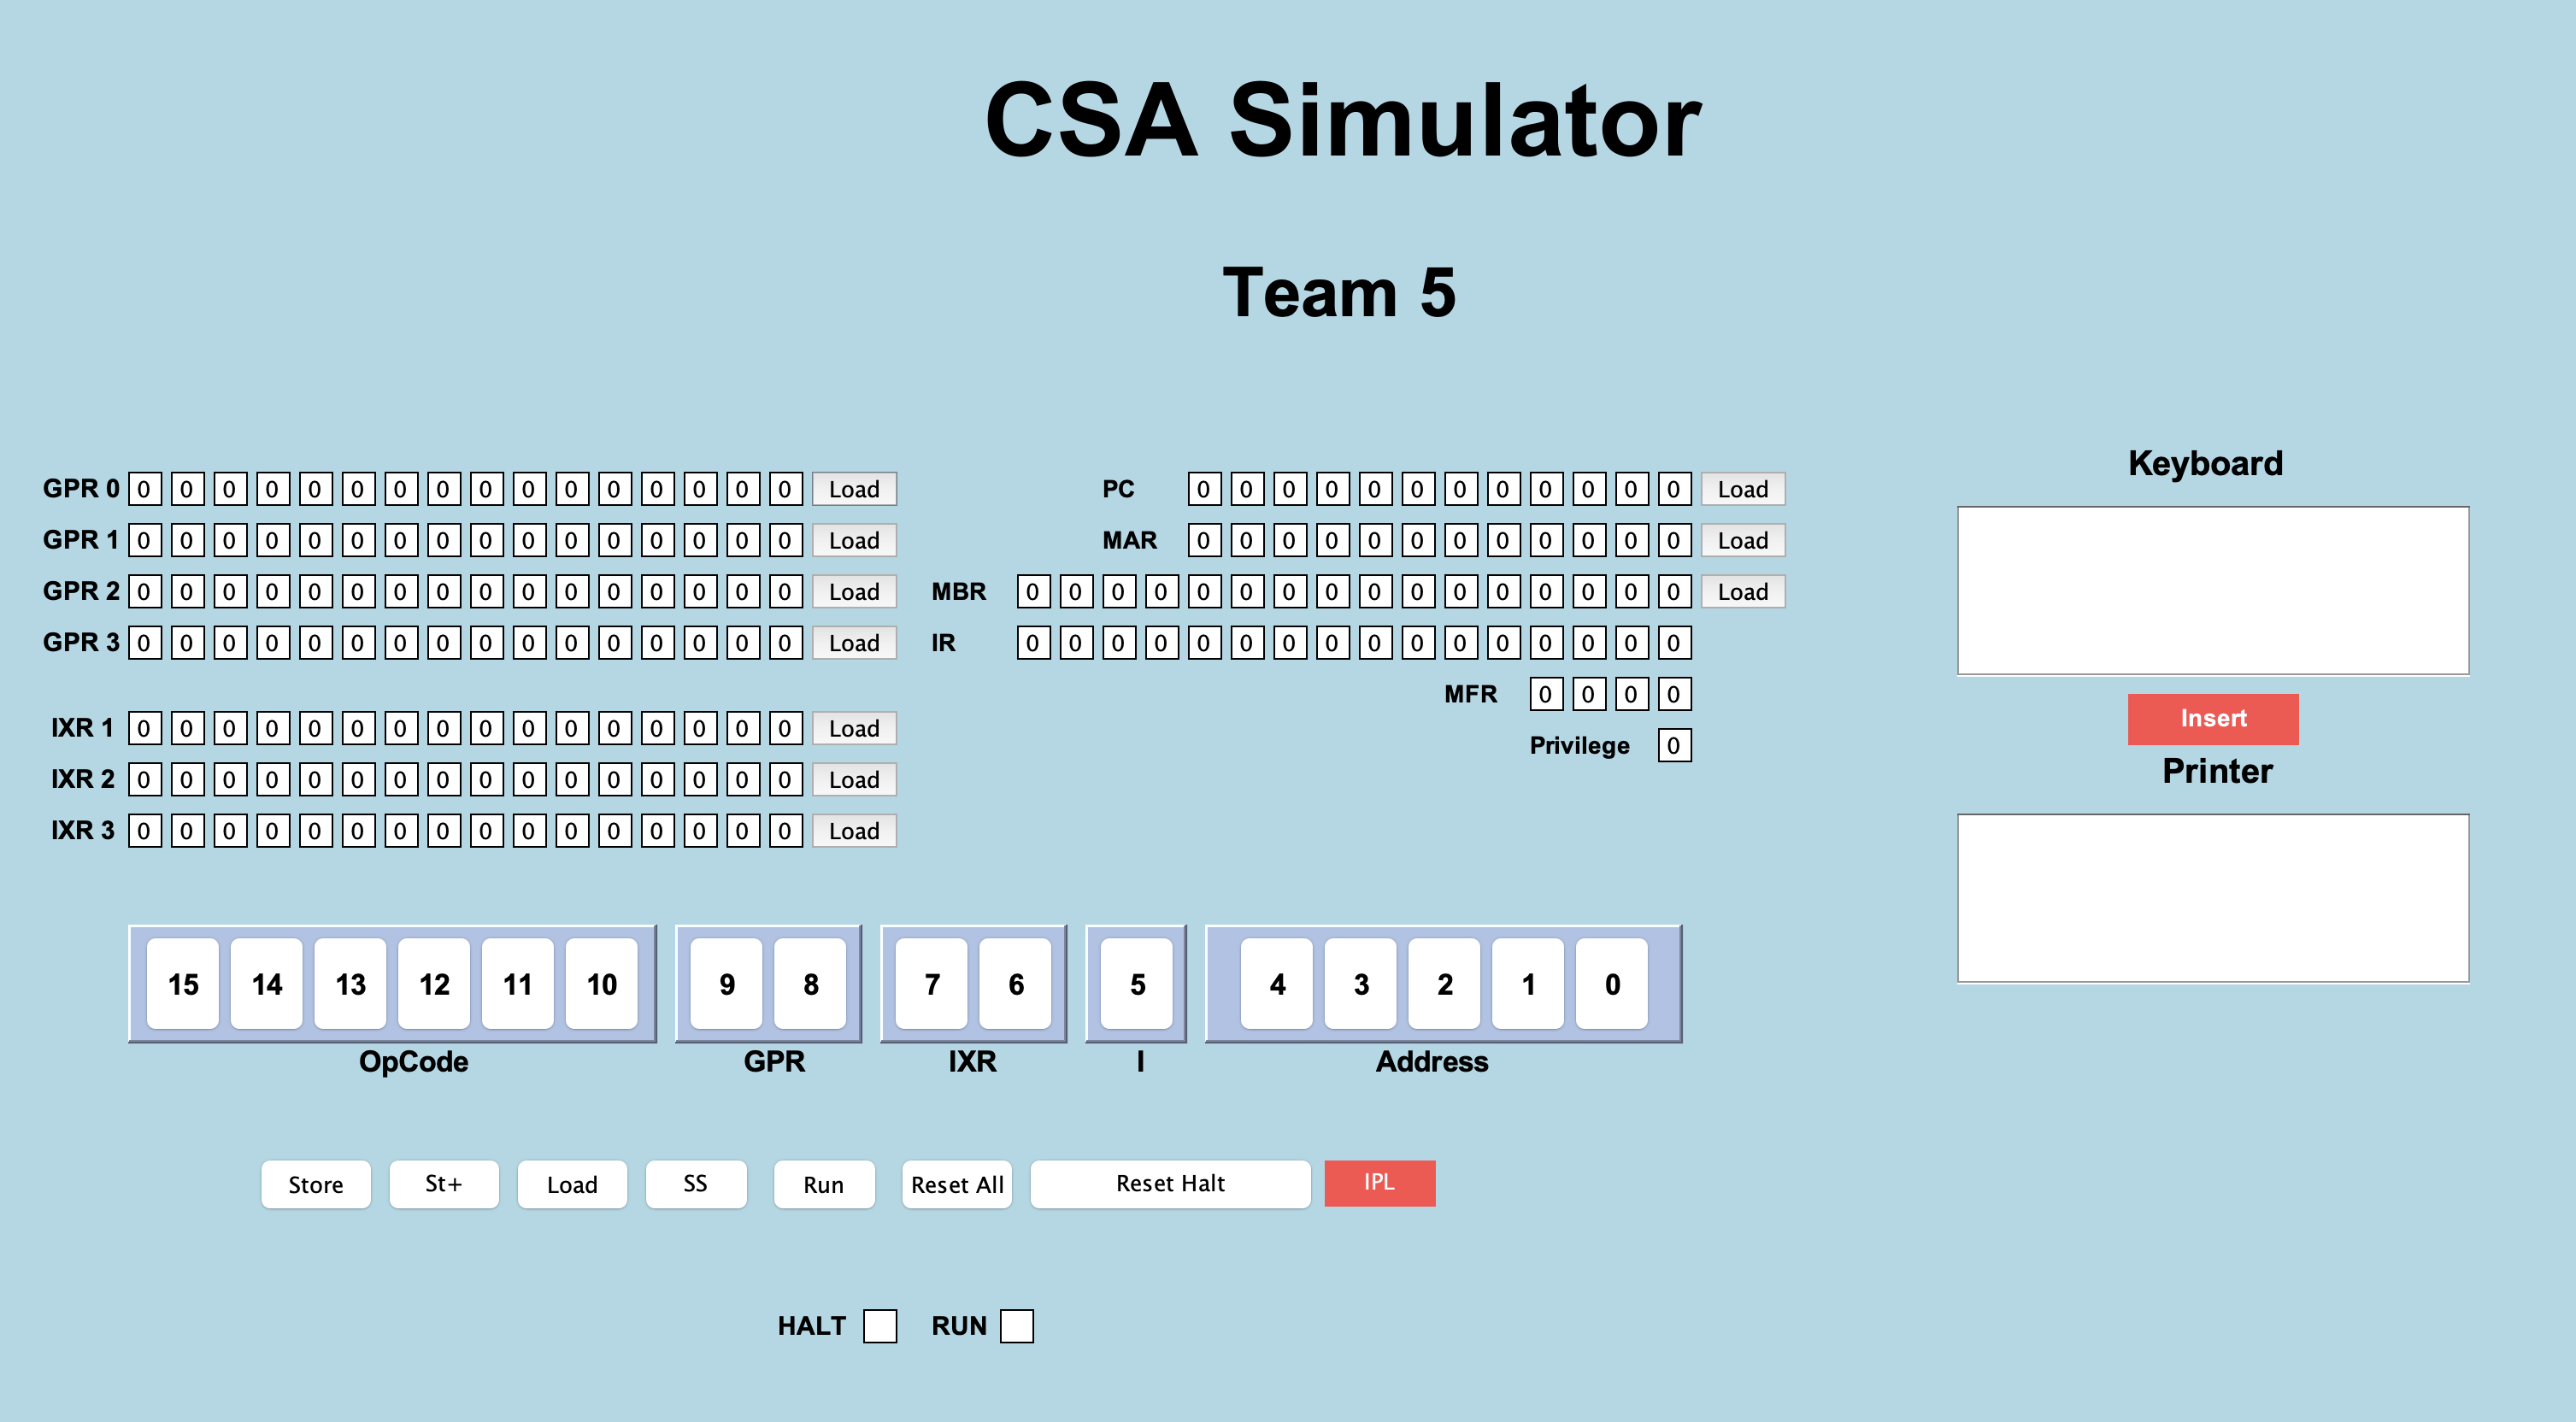 CSA Simulator
Team 5
GPR 0 0 0 0 0 0 0 0 0 0 0 0 0 0 0 0 0 Load
GPR 1 0 0 0 0 0 0 0 0 0 0 0 0 0 0 0 0 Load
GPR 2 0 0 0 0 0 0 0 0 0 0 0 0 0 0 0 0 Load
GPR 3 0 0 0 0 0 0 0 0 0 0 0 0 0 0 0 0 Load
IXR 1 0 0 0 0 0 0 0 0 0 0 0 0 0 0 0 0 Load
IXR 2 0 0 0 0 0 0 0 0 0 0 0 0 0 0 0 0 Load
IXR 3 0 0 0 0 0 0 0 0 0 0 0 0 0 0 0 0 Load
PC 0 0 0 0 0 0 0 0 0 0 0 0 Load
MAR 0 0 0 0 0 0 0 0 0 0 0 0 Load
MBR 0 0 0 0 0 0 0 0 0 0 0 0 0 0 0 0 Load
IR 0 0 0 0 0 0 0 0 0 0 0 0 0 0 0 0
MFR 0 0 0 0
Privilege 0
Keyboard
Insert
Printer
15 14 13 12 11 10 9 8 7 6 5 4 3 2 1 0
OpCode GPR IXR I Address
Store St+ Load SS Run Reset All Reset Halt IPL
HALT RUN